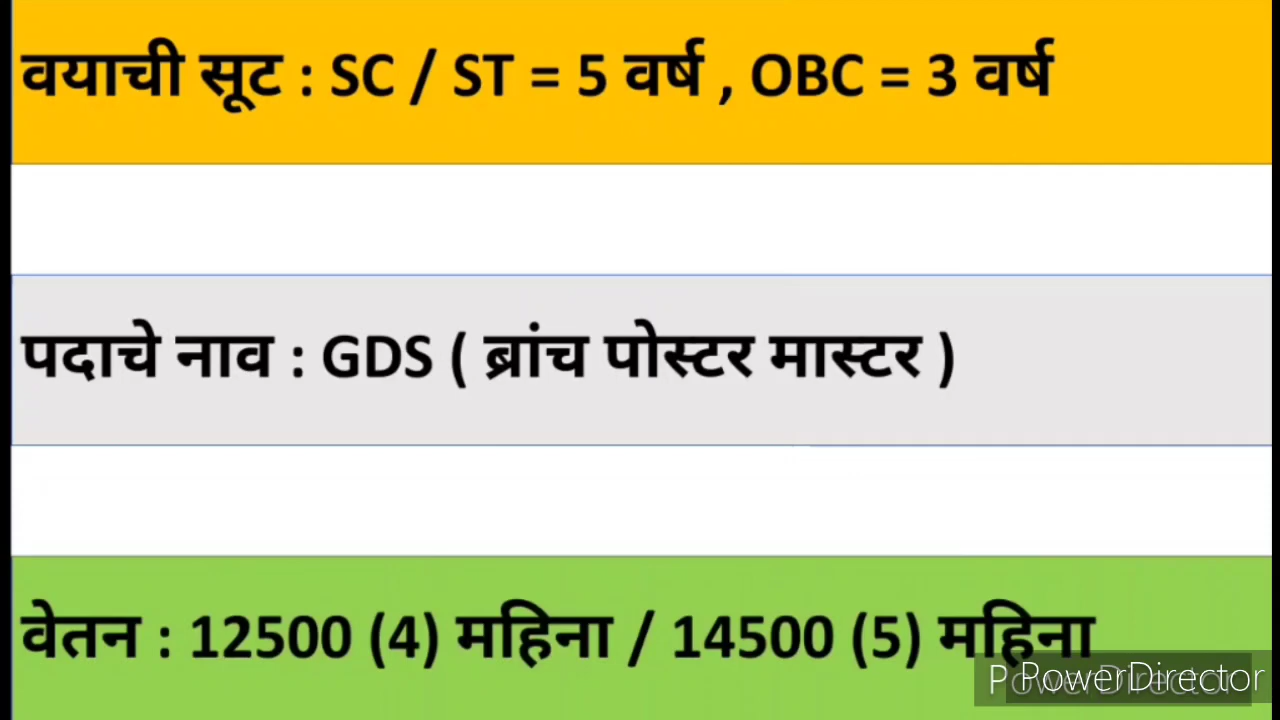 वयाची सूट : SC / ST = 5 वर्ष , OBC = 3 वर्ष
पदाचे नाव : GDS ( ब्रांच पोस्टर मास्टर )
वेतन : 12500 (4) महिना / 14500 (5) महिना
PowerDirector
PowerDirector